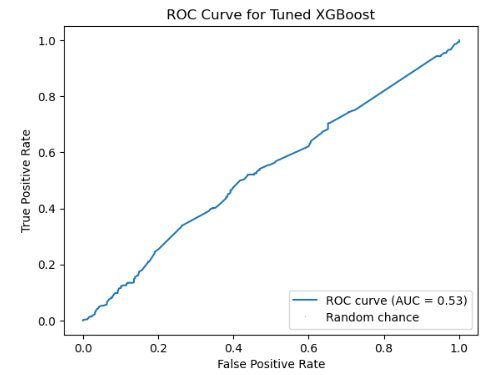 ROC Curve for Tuned XGBoost
1.0
0.8
0.6
0.4
0.2
0.0
True Positive Rate
ROC curve (AUC = 0.53)
Random chance
0.0 0.2 0.4 0.6 0.8 1.0
False Positive Rate